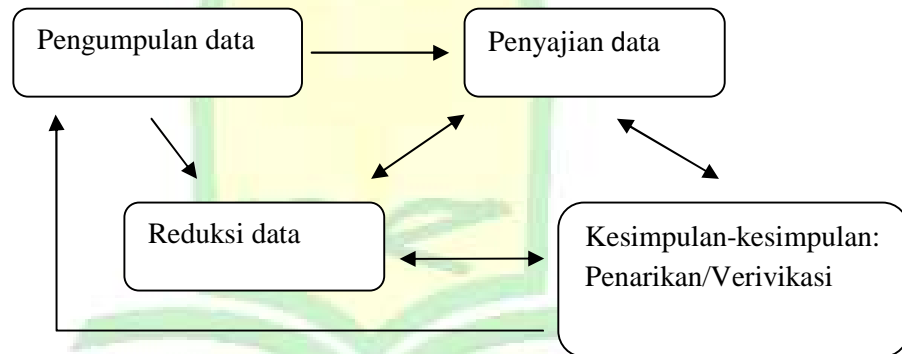 Pengumpulan data
Penyajian data
Reduksi data
Kesimpulan-kesimpulan:
Penarikan/Verivikasi